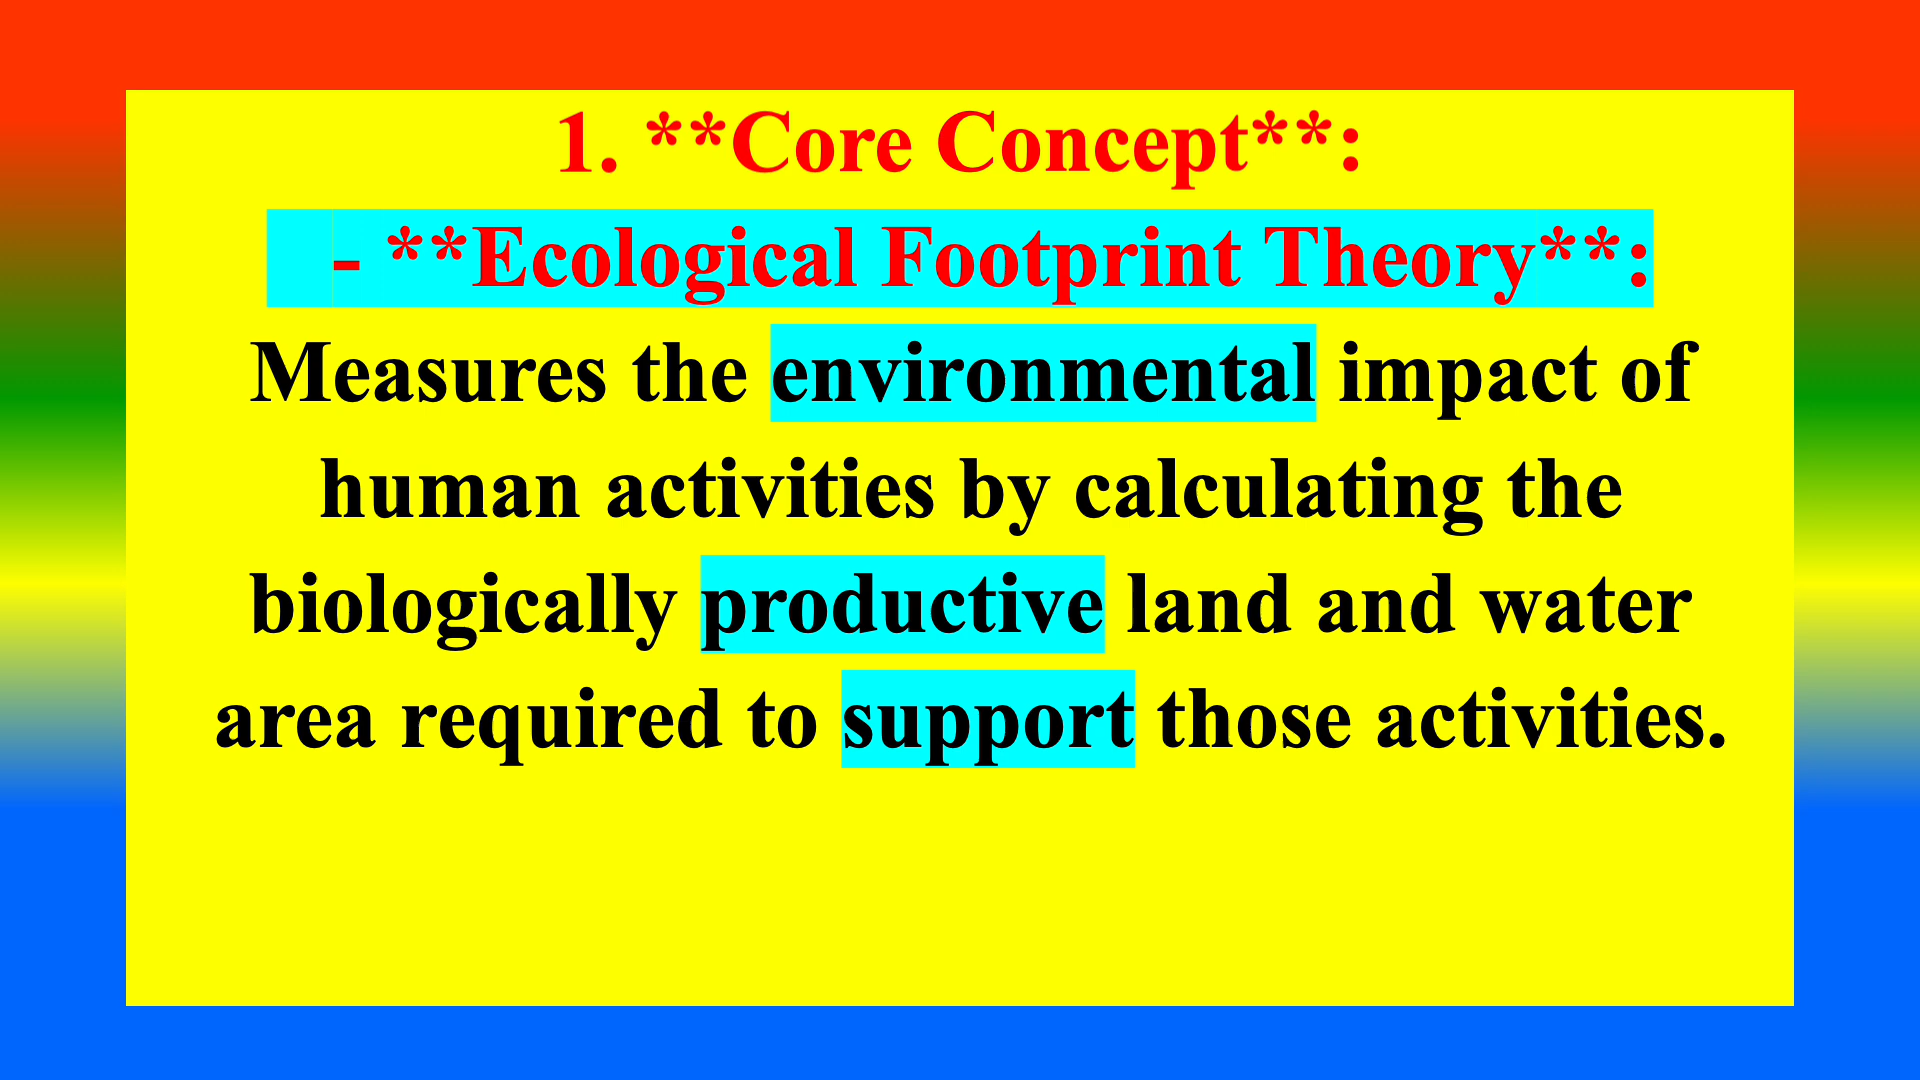 1. **Core Concept**:
- **Ecological Footprint Theory**:
Measures the environmental impact of
human activities by calculating the
biologically productive land and water
area required to support those activities.